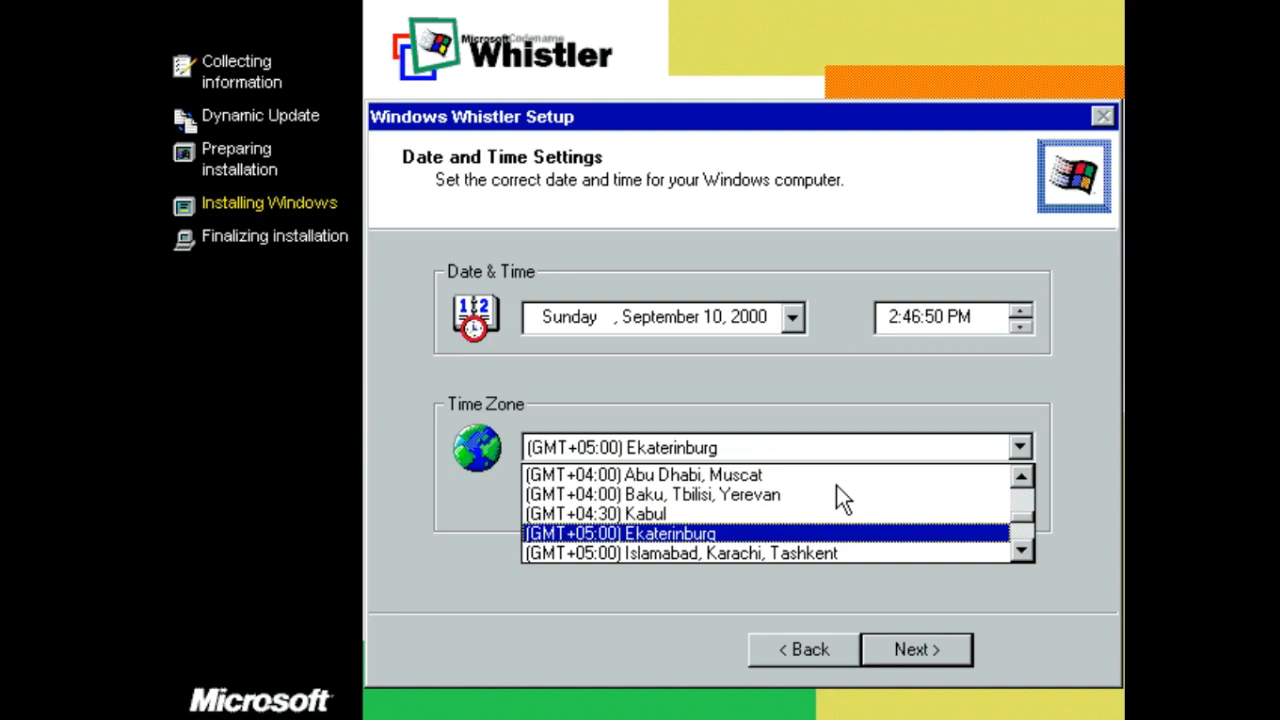 Collecting
information
Dynamic Update
Preparing
installation
Installing Windows
Finalizing installation
Microsoft
Microsoft Codename
Whistler
Windows Whistler Setup
Date and Time Settings
Set the correct date and time for your Windows computer.
Date & Time
12
Sunday , September 10, 2000
2:46:50 PM
Time Zone
(GMT+05:00) Ekaterinburg
(GMT+04:00) Abu Dhabi, Muscat
(GMT+04:00) Baku, Tbilisi, Yerevan
(GMT+04:30) Kabul
(GMT+05:00) Ekaterinburg
(GMT+05:00) Islamabad, Karachi, Tashkent
< Back
Next >